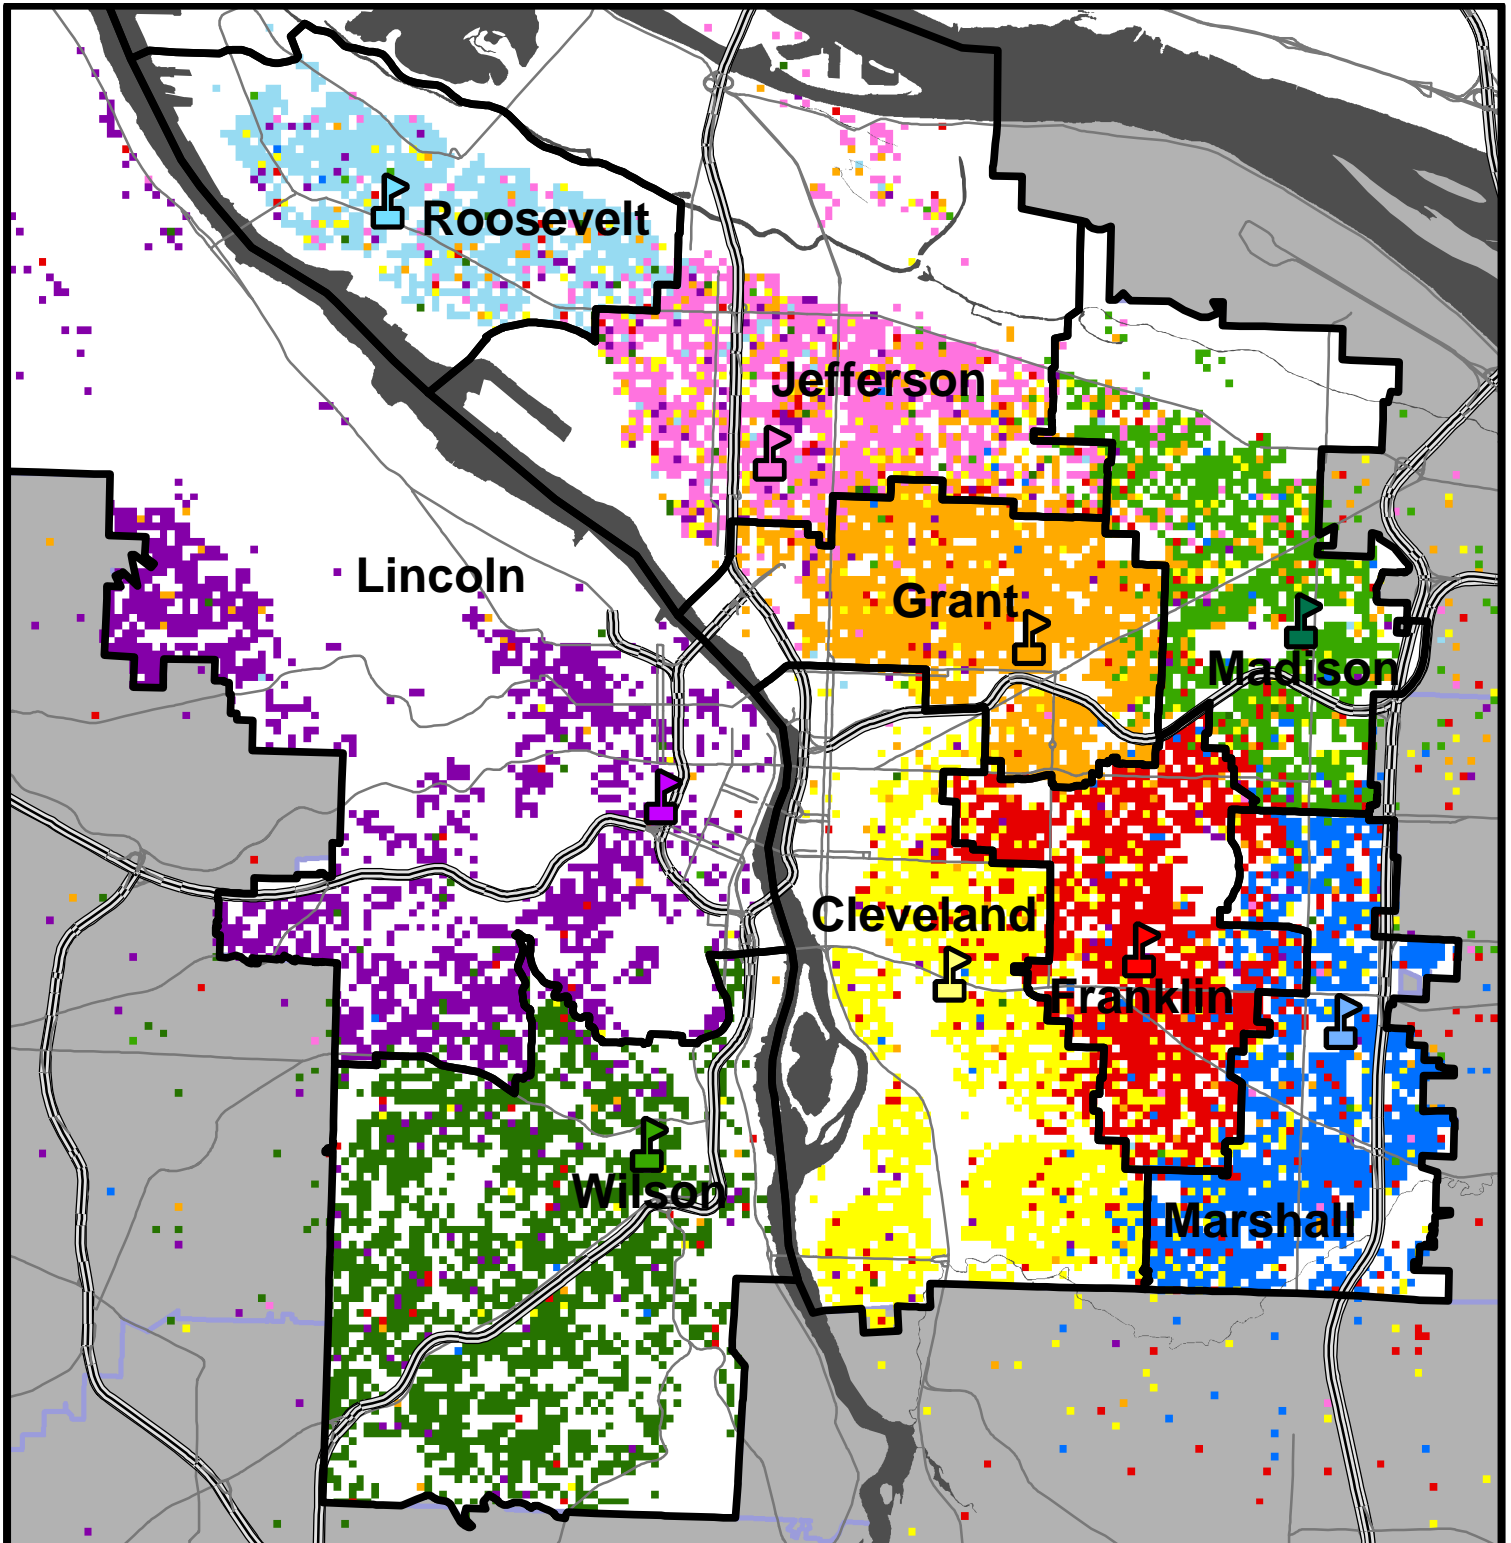 Roosevelt
Jefferson
Lincoln
Grant
Madison
Cleveland
Franklin
Wilson
Marshall